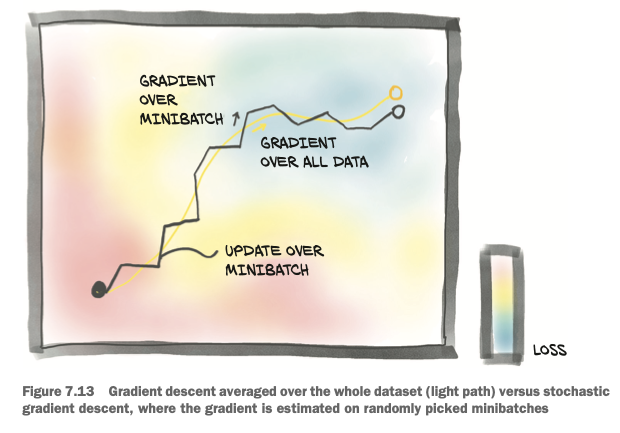 GRADIENT
OVER
MINIBATCH
GRADIENT
OVER ALL DATA
UPDATE OVER
MINIBATCH
LOSS
Figure 7.13 Gradient descent averaged over the whole dataset (light path) versus stochastic
gradient descent, where the gradient is estimated on randomly picked minibatches